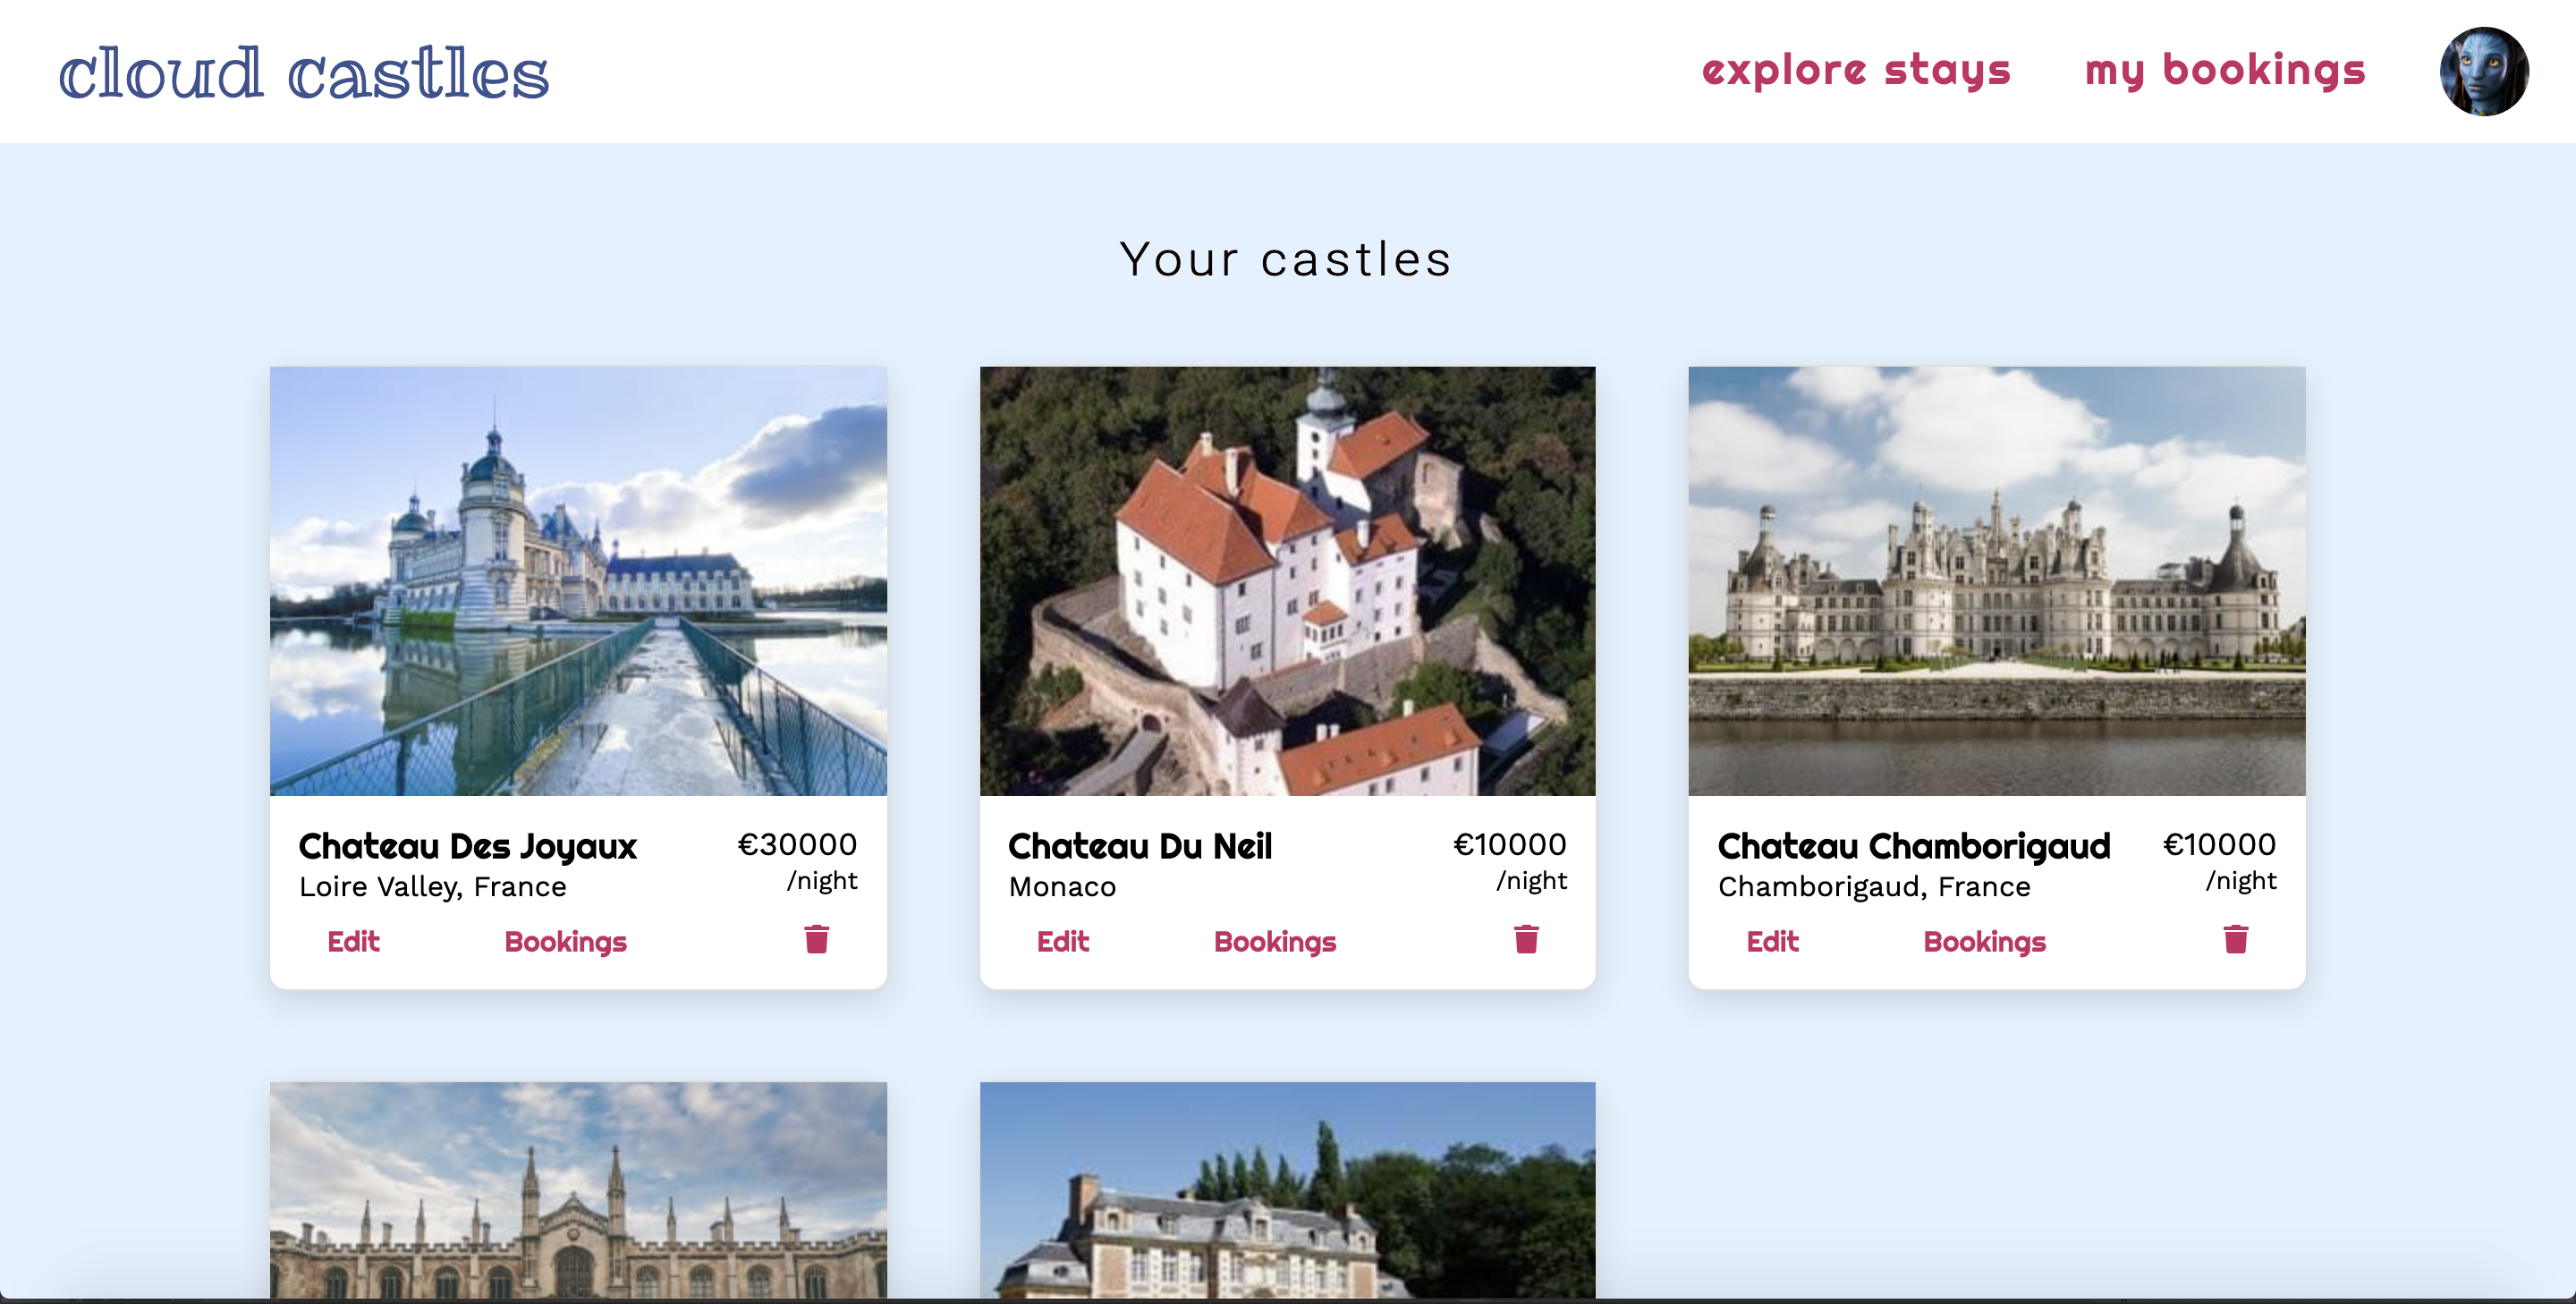 cloud castles
explore stays
my bookings
Your castles
Chateau Des Joyaux
€30000
Loire Valley, France
/night
Edit
Bookings
Chateau Du Neil
€10000
Monaco
/night
Edit
Bookings
Chateau Chamborigaud
€10000
Chamborigaud, France
/night
Edit
Bookings